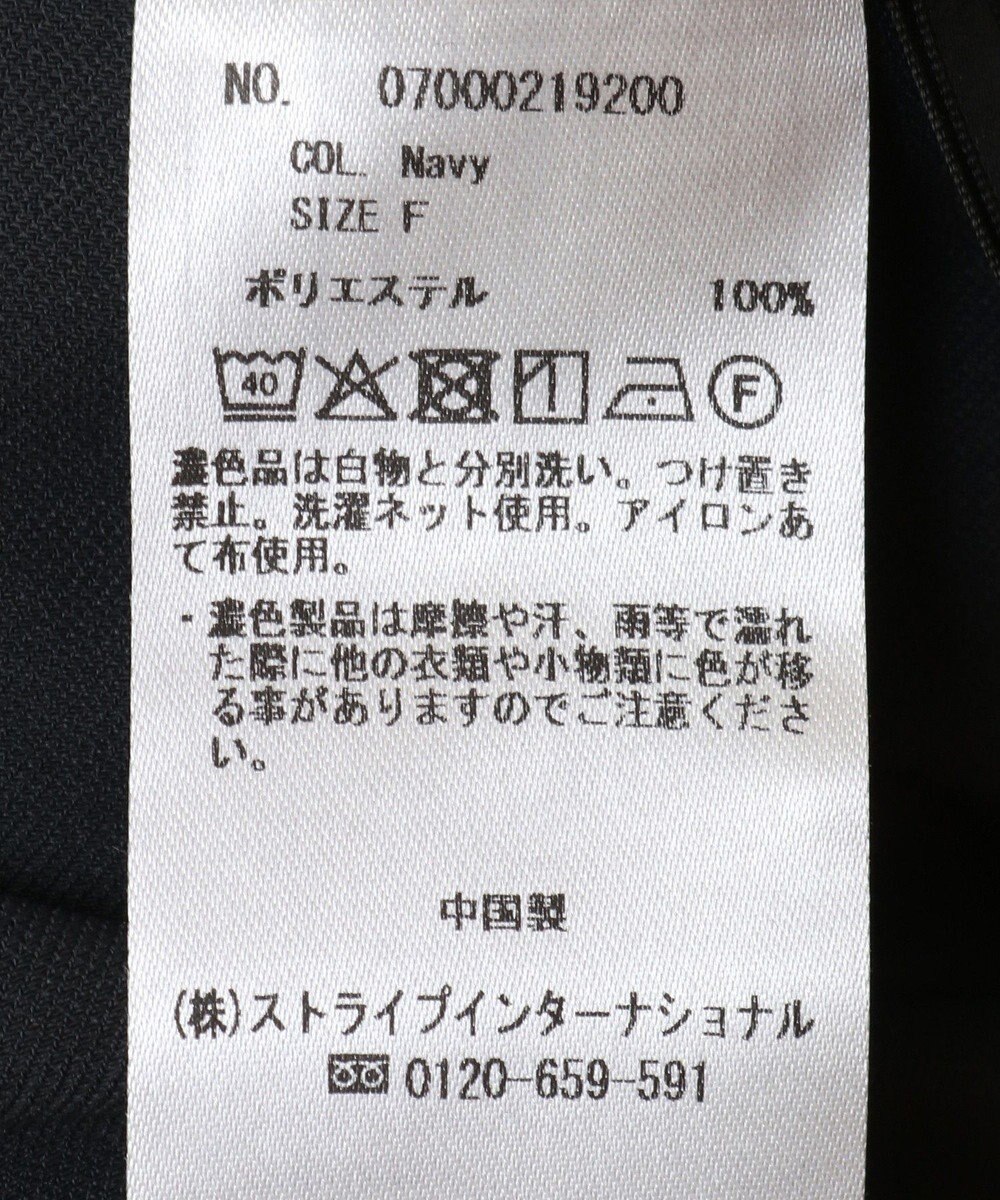 NO. 07000219200
COL. Navy
SIZE F
ポリエステル 100%
40 F
濃色品は白物と分別洗い。つけ置き
禁止。洗濯ネット使用。アイロンあ
て布使用。
・濃色製品は摩擦や汗、雨等で濡れ
た際に他の衣類や小物類に色が移
る事がありますのでご注意くださ
い。
中国製
(株)ストライプインターナショナル
0120-659-591